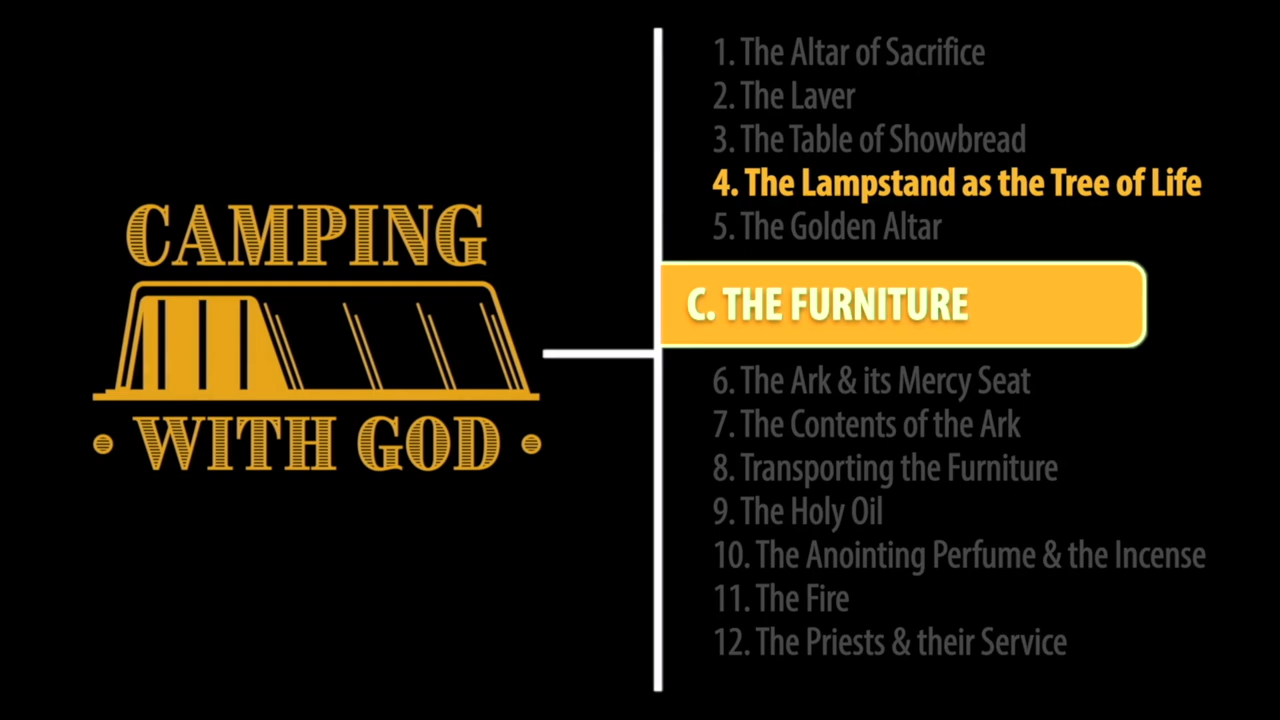 CAMPING
• WITH GOD •
1. The Altar of Sacrifice
2. The Laver
3. The Table of Showbread
4. The Lampstand as the Tree of Life
5. The Golden Altar
C. THE FURNITURE
6. The Ark & its Mercy Seat
7. The Contents of the Ark
8. Transporting the Furniture
9. The Holy Oil
10. The Anointing Perfume & the Incense
11. The Fire
12. The Priests & their Service